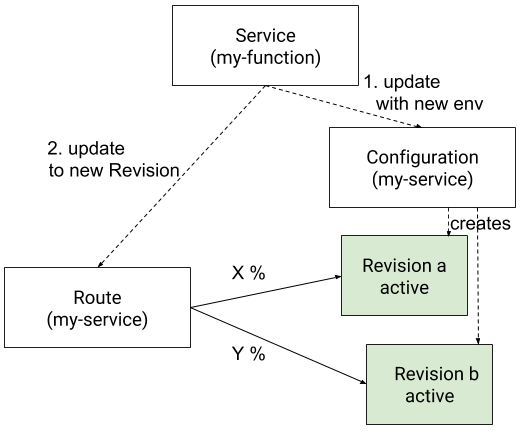 Service
(my-function)
1. update
with new env
2. update
to new Revision
Configuration
(my-service)
creates
Revision a
active
X %
Route
(my-service)
Y %
Revision b
active